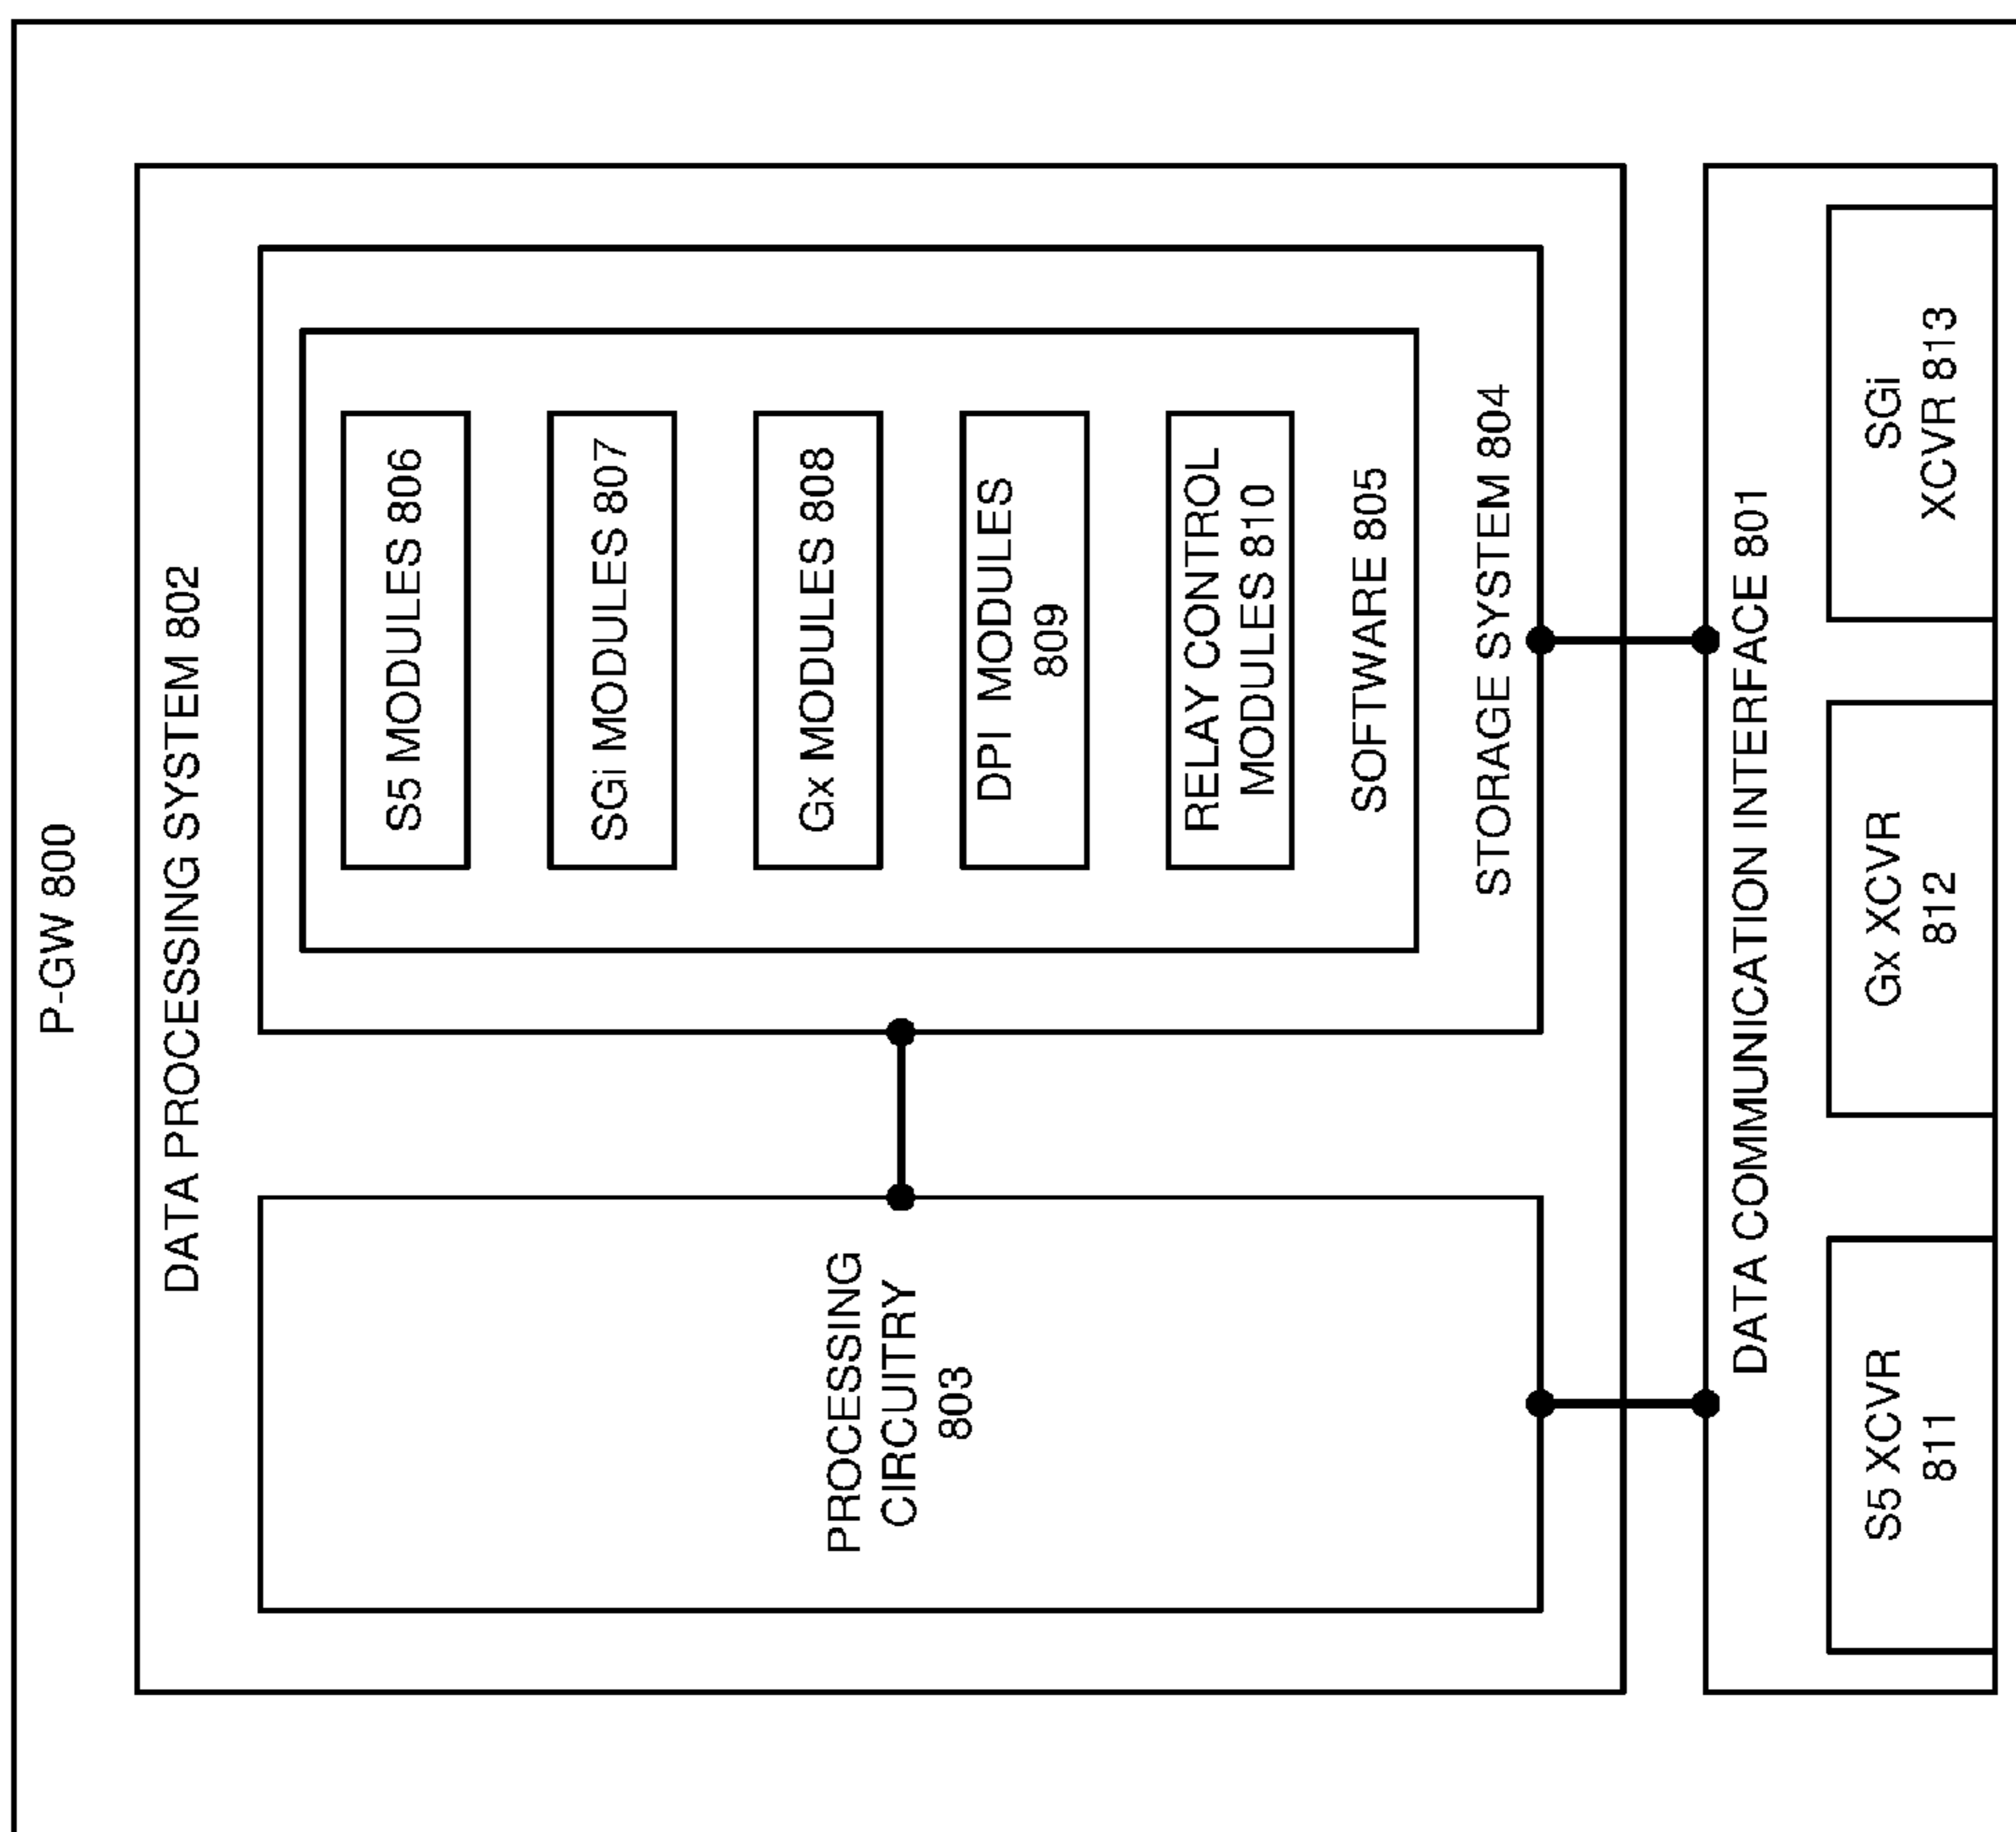 P-GW 800
DATA PROCESSING SYSTEM 802
PROCESSING
CIRCUITRY
803
S5 MODULES 806
SGi MODULES 807
Gx MODULES 808
DPI MODULES
809
RELAY CONTROL
MODULES 810
SOFTWARE 805
STORAGE SYSTEM 804
DATA COMMUNICATION INTERFACE 801
S5 XCVR
811
Gx XCVR
812
SGi
XCVR 813